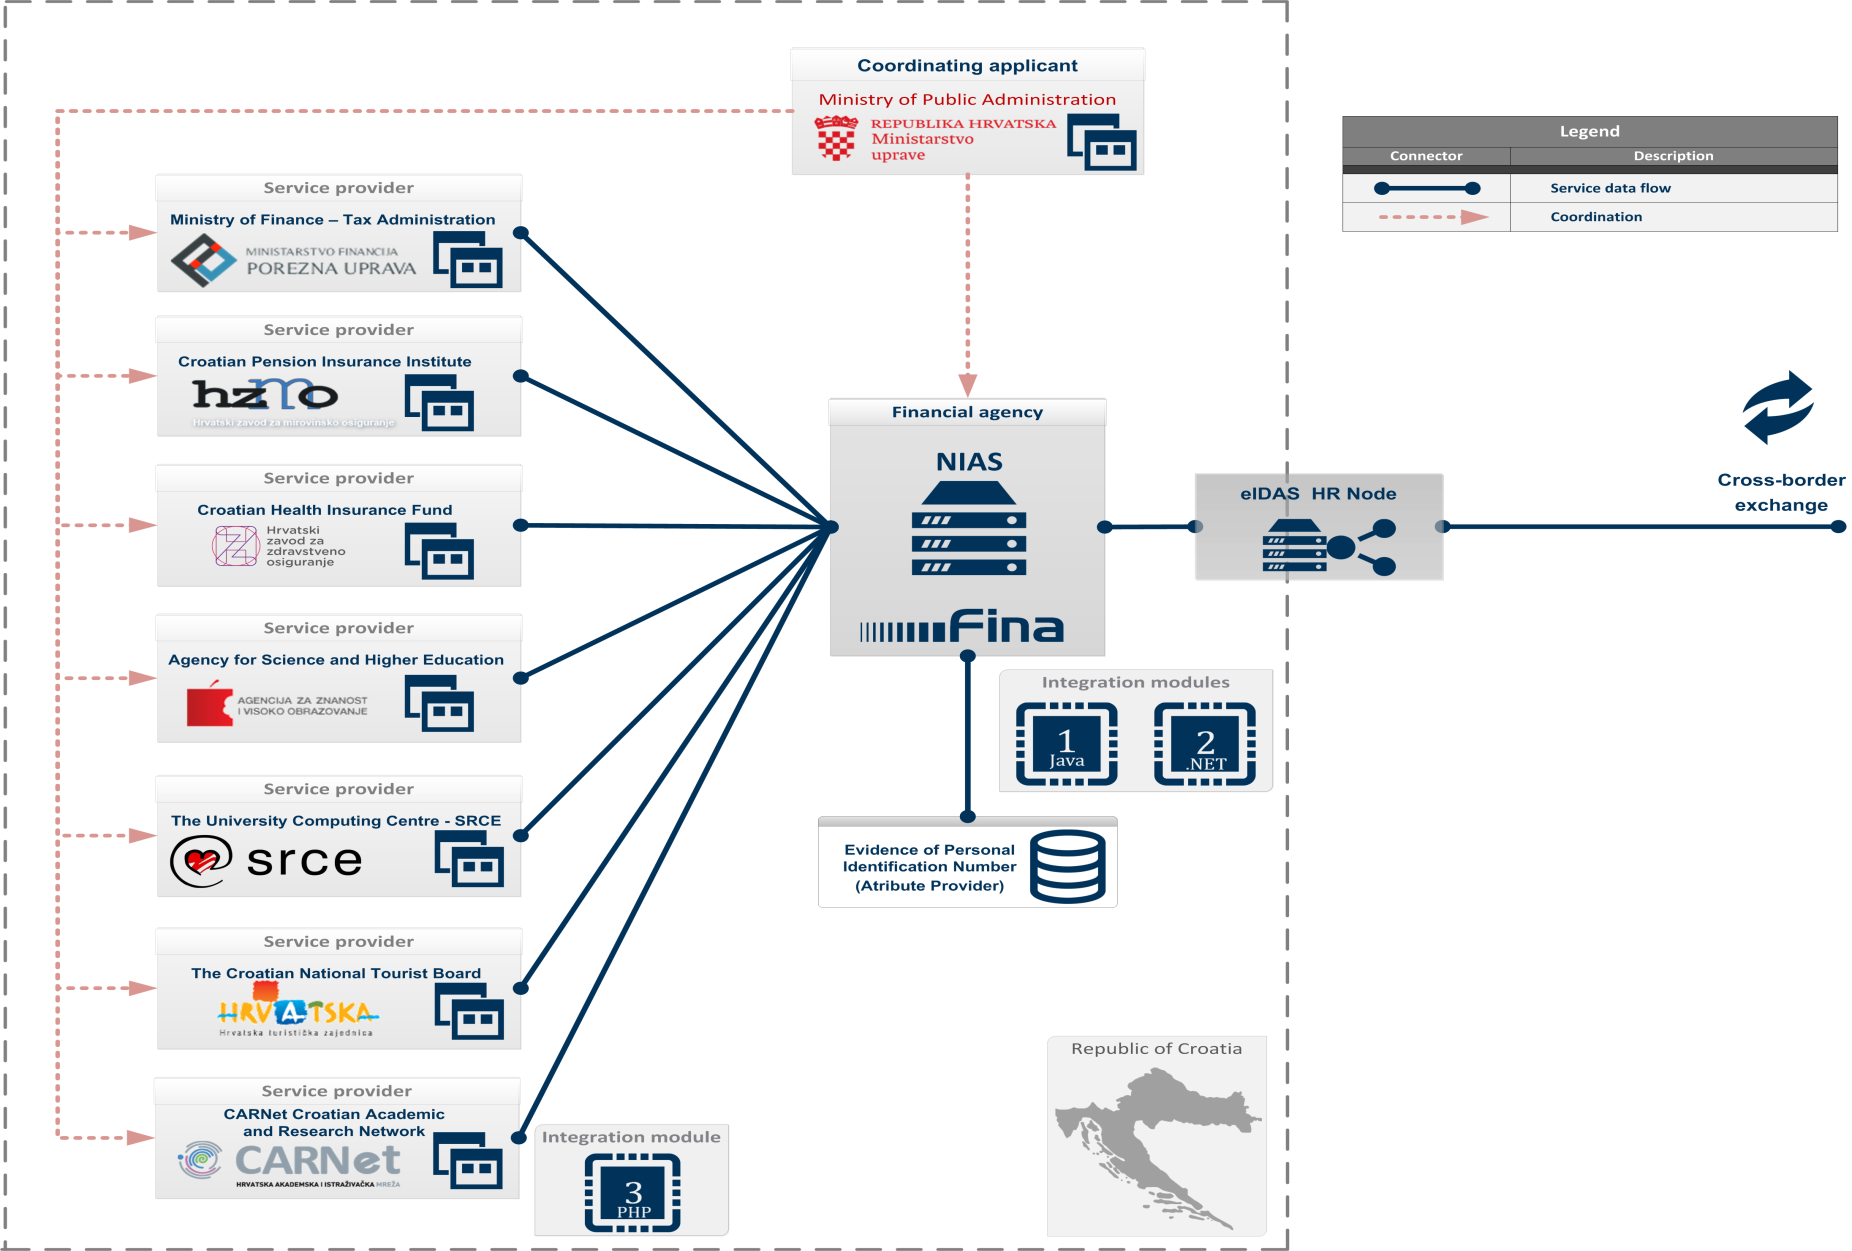 Coordinating applicant
Ministry of Public Administration
REPUBLIKA HRVATSKA
Ministarstvo
uprave
Legend
Connector Description
Service data flow
Coordination
Service provider
Ministry of Finance – Tax Administration
MINISTARSTVO FINANCIJA
POREZNA UPRAVA
Service provider
Croatian Pension Insurance Institute
hzmo
Hrvatski zavod za mirovinsko osiguranje
Service provider
Croatian Health Insurance Fund
Hrvatski
zavod za
zdravstveno
osiguranje
Service provider
Agency for Science and Higher Education
AGENCIJA ZA ZNANOST
I VISOKO OBRAZOVANJE
Service provider
The University Computing Centre - SRCE
srce
Service provider
The Croatian National Tourist Board
HRVATSKA
Hrvatska turistička zajednica
Service provider
CARNet Croatian Academic
and Research Network
CARNet
HRVATSKA AKADEMSKA I ISTRAŽIVAČKA MREŽA
Integration module
3
PHP
Financial agency
NIAS
Fina
eIDAS HR Node
Cross-border
exchange
Integration modules
1
Java
2
.NET
Evidence of Personal
Identification Number
(Atribute Provider)
Republic of Croatia